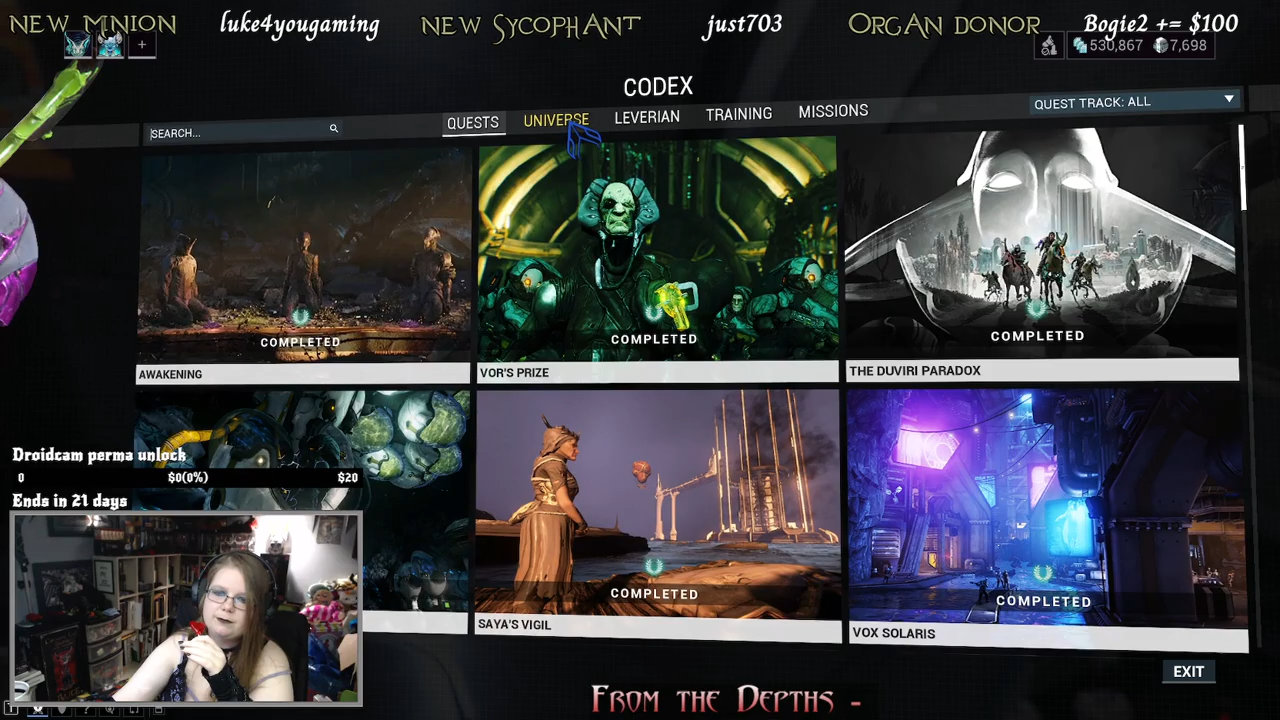 NEW MINION luke4yougaming NEW SYCOPHANT just703 ORGAN DONOR Bogie2 += $100
+ 530,867 7,698
CODEX
SEARCH... QUESTS UNIVERSE LEVERIAN TRAINING MISSIONS QUEST TRACK: ALL
COMPLETED COMPLETED COMPLETED
AWAKENING VOR'S PRIZE THE DUVIRI PARADOX
Droidcam perma unlock
0 $0(0%) $20
Ends in 21 days
COMPLETED COMPLETED
SAYA'S VIGIL VOX SOLARIS
EXIT
FROM THE DEPTHS -